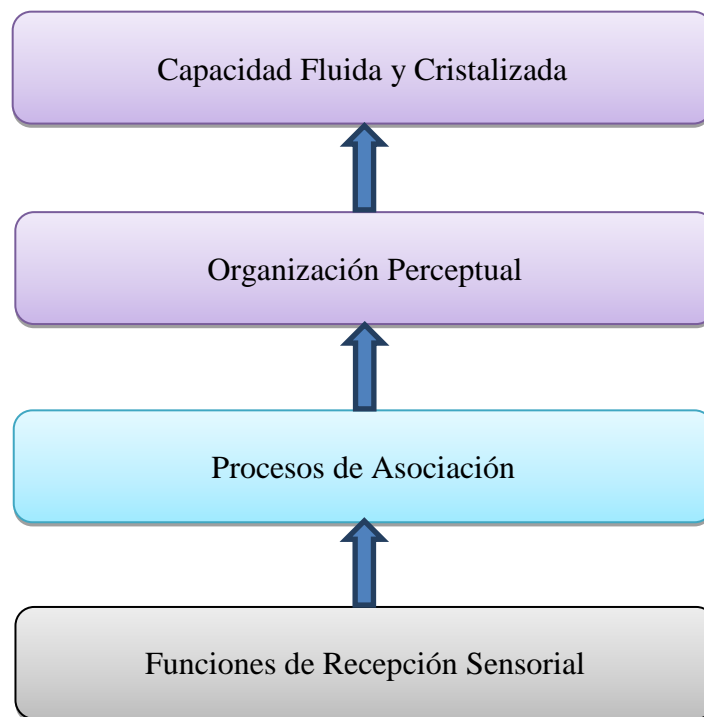 Capacidad Fluida y Cristalizada
Organización Perceptual
Procesos de Asociación
Funciones de Recepción Sensorial